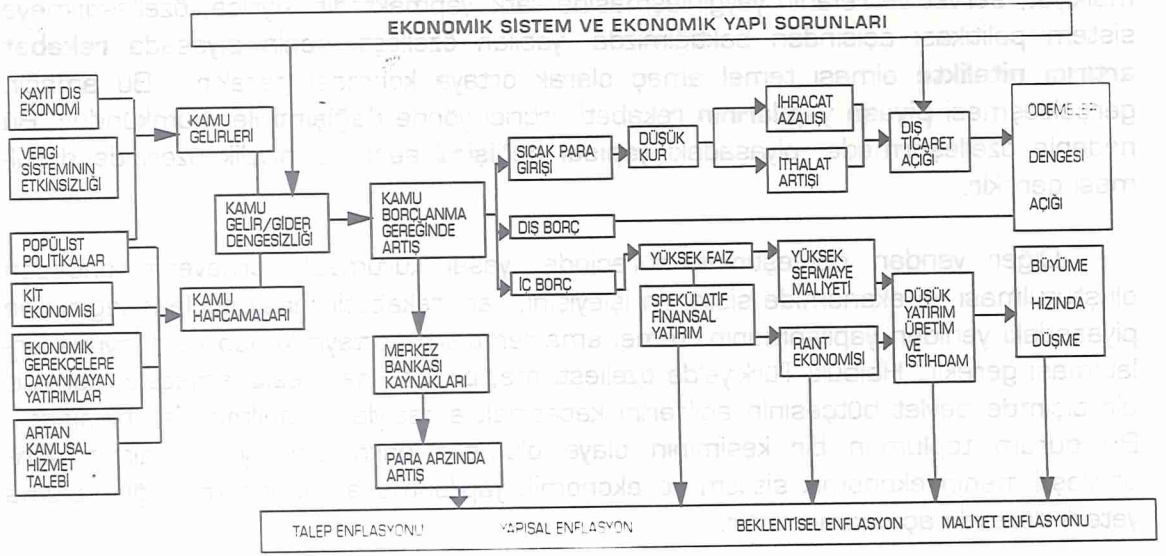 EKONOMİK SİSTEM VE EKONOMİK YAPI SORUNLARI
KAYIT DIŞ
EKONOMİ
VERGİ
SİSTEMİNİN
ETKİNSİZLİĞİ
POPÜLİST
POLİTİKALAR
KİT
EKONOMİSİ
EKONOMİK
GEREKÇELERE
DAYANMAYAN
YATIRIMLAR
ARTAN
KAMUSAL
HİZMET
TALEBİ
KAMU
GELİRLERİ
KAMU
GELİR/GİDER
DENGESİZLİĞİ
KAMU
HARCAMALARI
KAMU
BORÇLANMA
GEREĞİNDE
ARTIŞ
MERKEZ
BANKASI
KAYNAKLARI
PARA ARZINDA
ARTIŞ
SICAK PARA
GİRİŞİ
DÜŞÜK
KUR
DIŞ BORÇ
İÇ BORÇ
YÜKSEK FAİZ
SPEKÜLATİF
FİNANSAL
YATIRIM
İHRACAT
AZALIŞI
İTHALAT
ARTIŞI
DIŞ
TİCARET
AÇIĞI
YÜKSEK
SERMAYE
MALİYETİ
RANT
EKONOMİSİ
DÜŞÜK
YATIRIM
ÜRETİM
VE
İSTİHDAM
DENGESİ
AÇIĞI
BÜYÜME
HIZINDA
DÜŞME
TALEP ENFLASYONU YAPISAL ENFLASYON BEKLENTİSEL ENFLASYON MALİYET ENFLASYONU